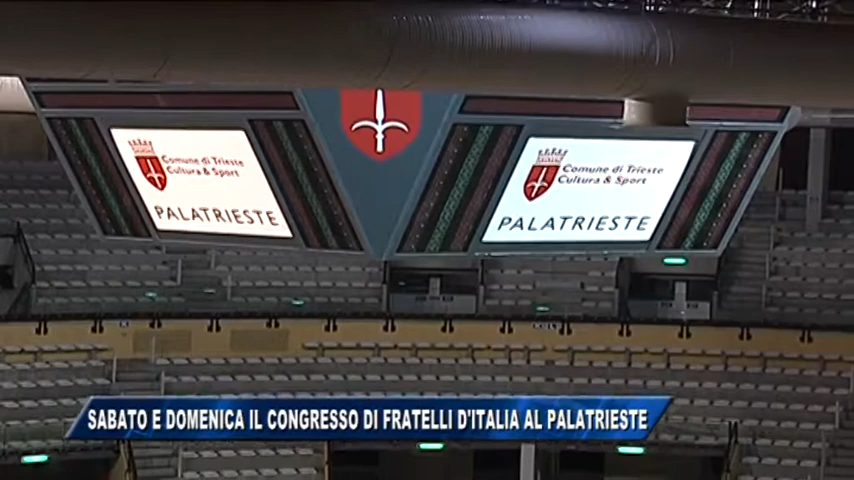 Comune di Trieste
Cultura & Sport
PALATRIESTE
Comune di Trieste
Cultura & Sport
PALATRIESTE
SABATO E DOMENICA IL CONGRESSO DI FRATELLI D'ITALIA AL PALATRIESTE